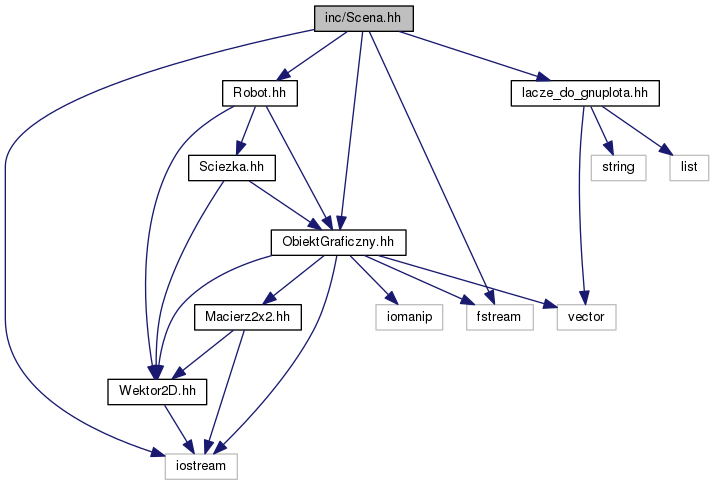 inc/Scena.hh
Robot.hh
lacze_do_gnuplota.hh
Sciezka.hh
string
list
ObiektGraficzny.hh
Macierz2x2.hh
iomanip
fstream
vector
Wektor2D.hh
iostream